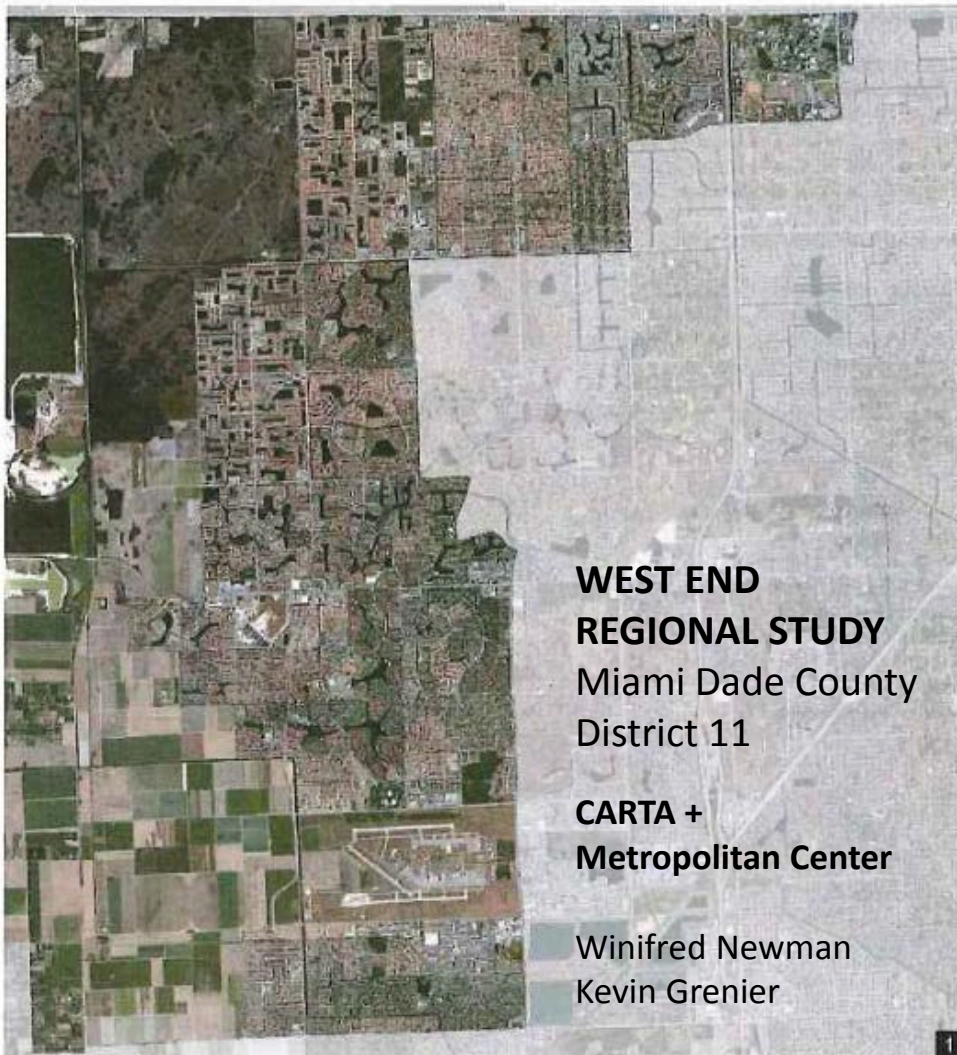 WEST END
REGIONAL STUDY
Miami Dade County
District 11
CARTA +
Metropolitan Center
Winifred Newman
Kevin Grenier
1